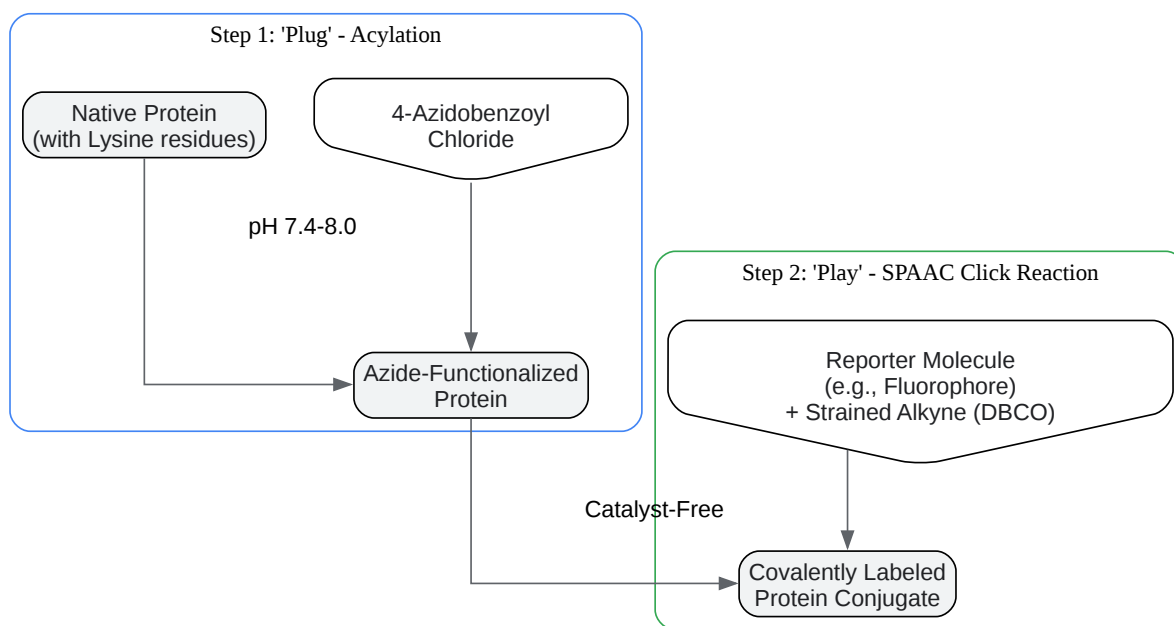 Step 1: 'Plug' - Acylation
Native Protein
(with Lysine residues)
4-Azidobenzoyl
Chloride
pH 7.4-8.0
Azide-Functionalized
Protein
Step 2: 'Play' - SPAAC Click Reaction
Reporter Molecule
(e.g., Fluorophore)
+ Strained Alkyne (DBCO)
Catalyst-Free
Covalently Labeled
Protein Conjugate